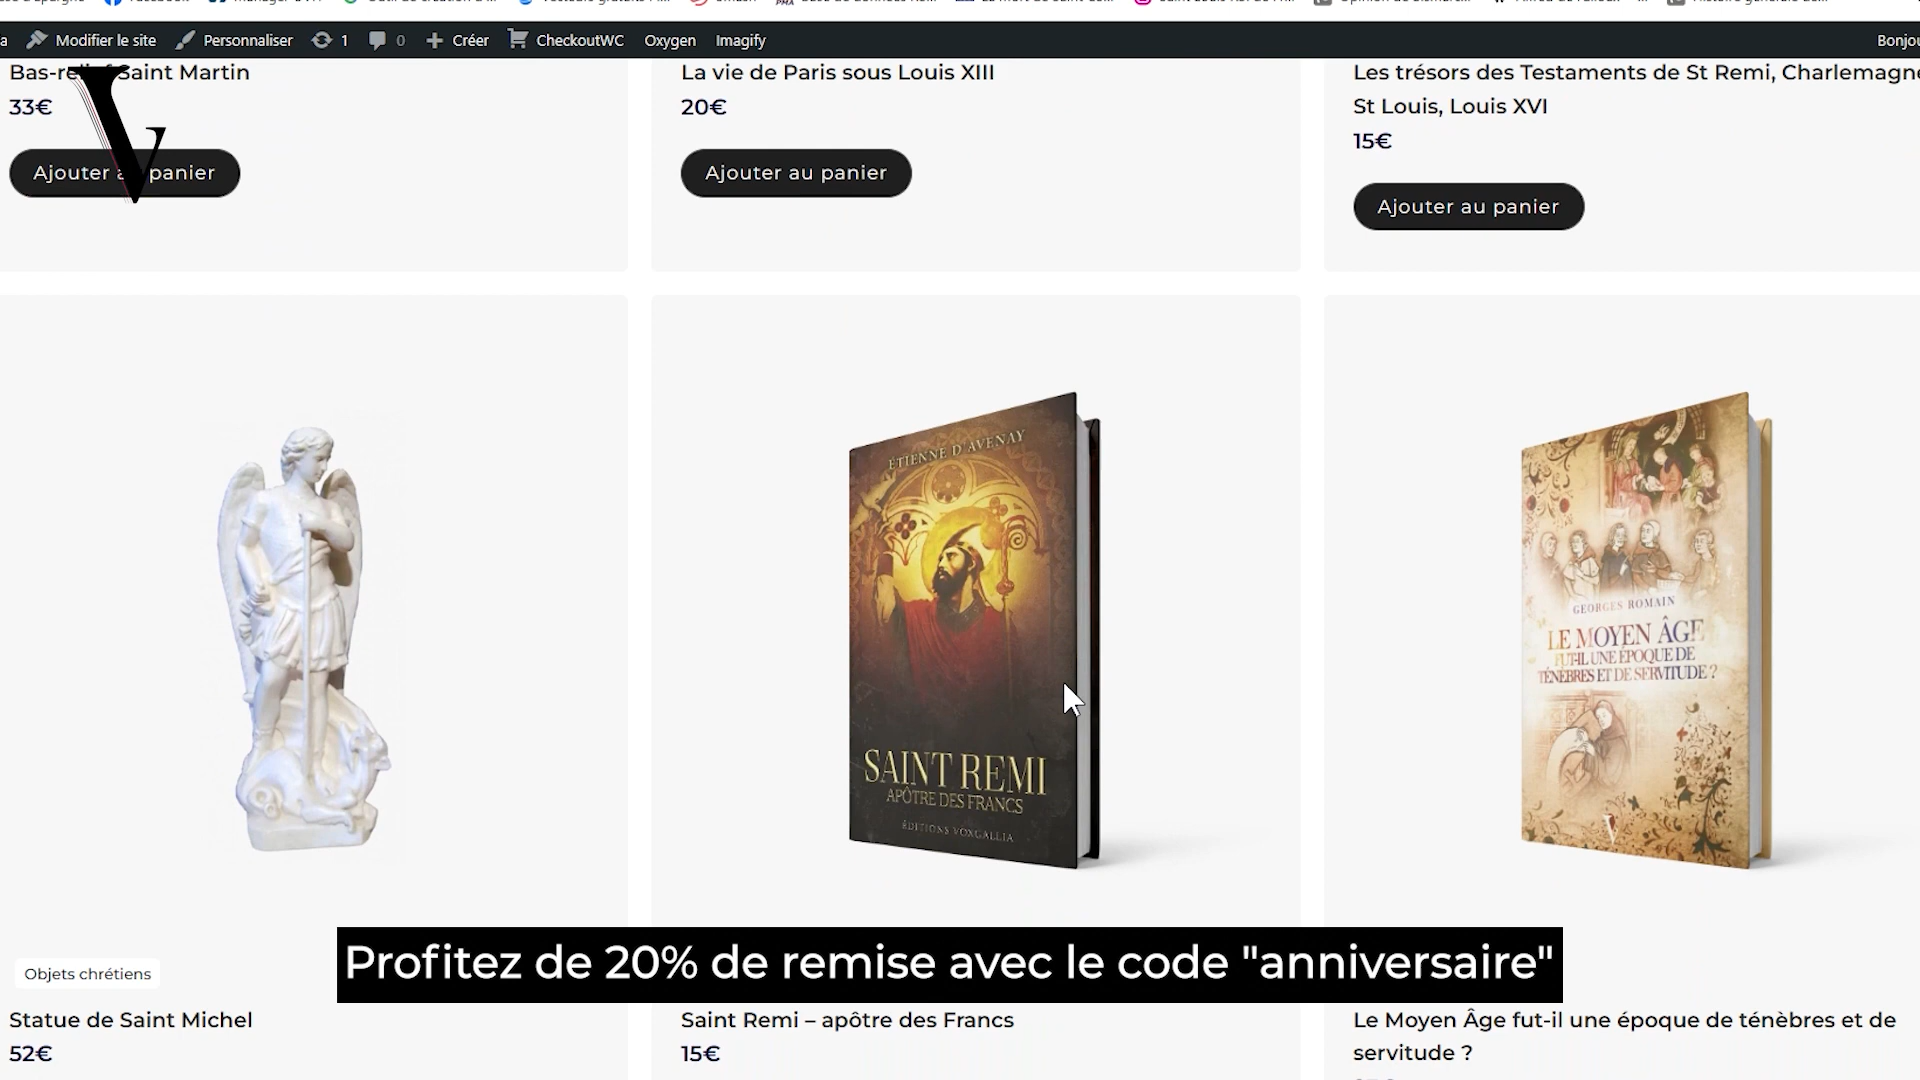 Modifier le site Personnaliser 1 0 Créer CheckoutWC Oxygen Imagify
Bas-relief Saint Martin
33€
Ajouter au panier
La vie de Paris sous Louis XIII
20€
Ajouter au panier
Les trésors des Testaments de St Remi, Charlemagne
St Louis, Louis XVI
15€
Ajouter au panier
V
ÉTIENNE D'AVENAY
SAINT REMI
APÔTRE DES FRANCS
ÉDITIONS VOXGALLIA
GEORGES ROMAIN
LE MOYEN ÂGE
FUT-IL UNE ÉPOQUE DE
TÉNÈBRES ET DE SERVITUDE ?
V
Profitez de 20% de remise avec le code "anniversaire"
Objets chrétiens
Statue de Saint Michel
52€
Saint Remi – apôtre des Francs
15€
Le Moyen Âge fut-il une époque de ténèbres et de
servitude ?